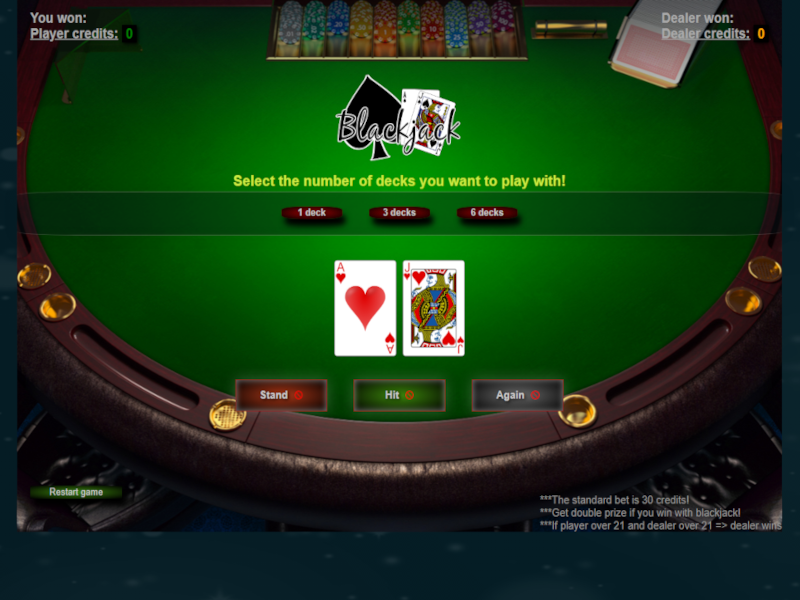 You won:
Player credits: 0
Dealer won:
Dealer credits: 0
Blackjack
Select the number of decks you want to play with!
1 deck
3 decks
6 decks
A
A
J
J
Stand
Hit
Again
Restart game
***The standard bet is 30 credits!
***Get double prize if you win with blackjack!
***If player over 21 and dealer over 21 => dealer wins